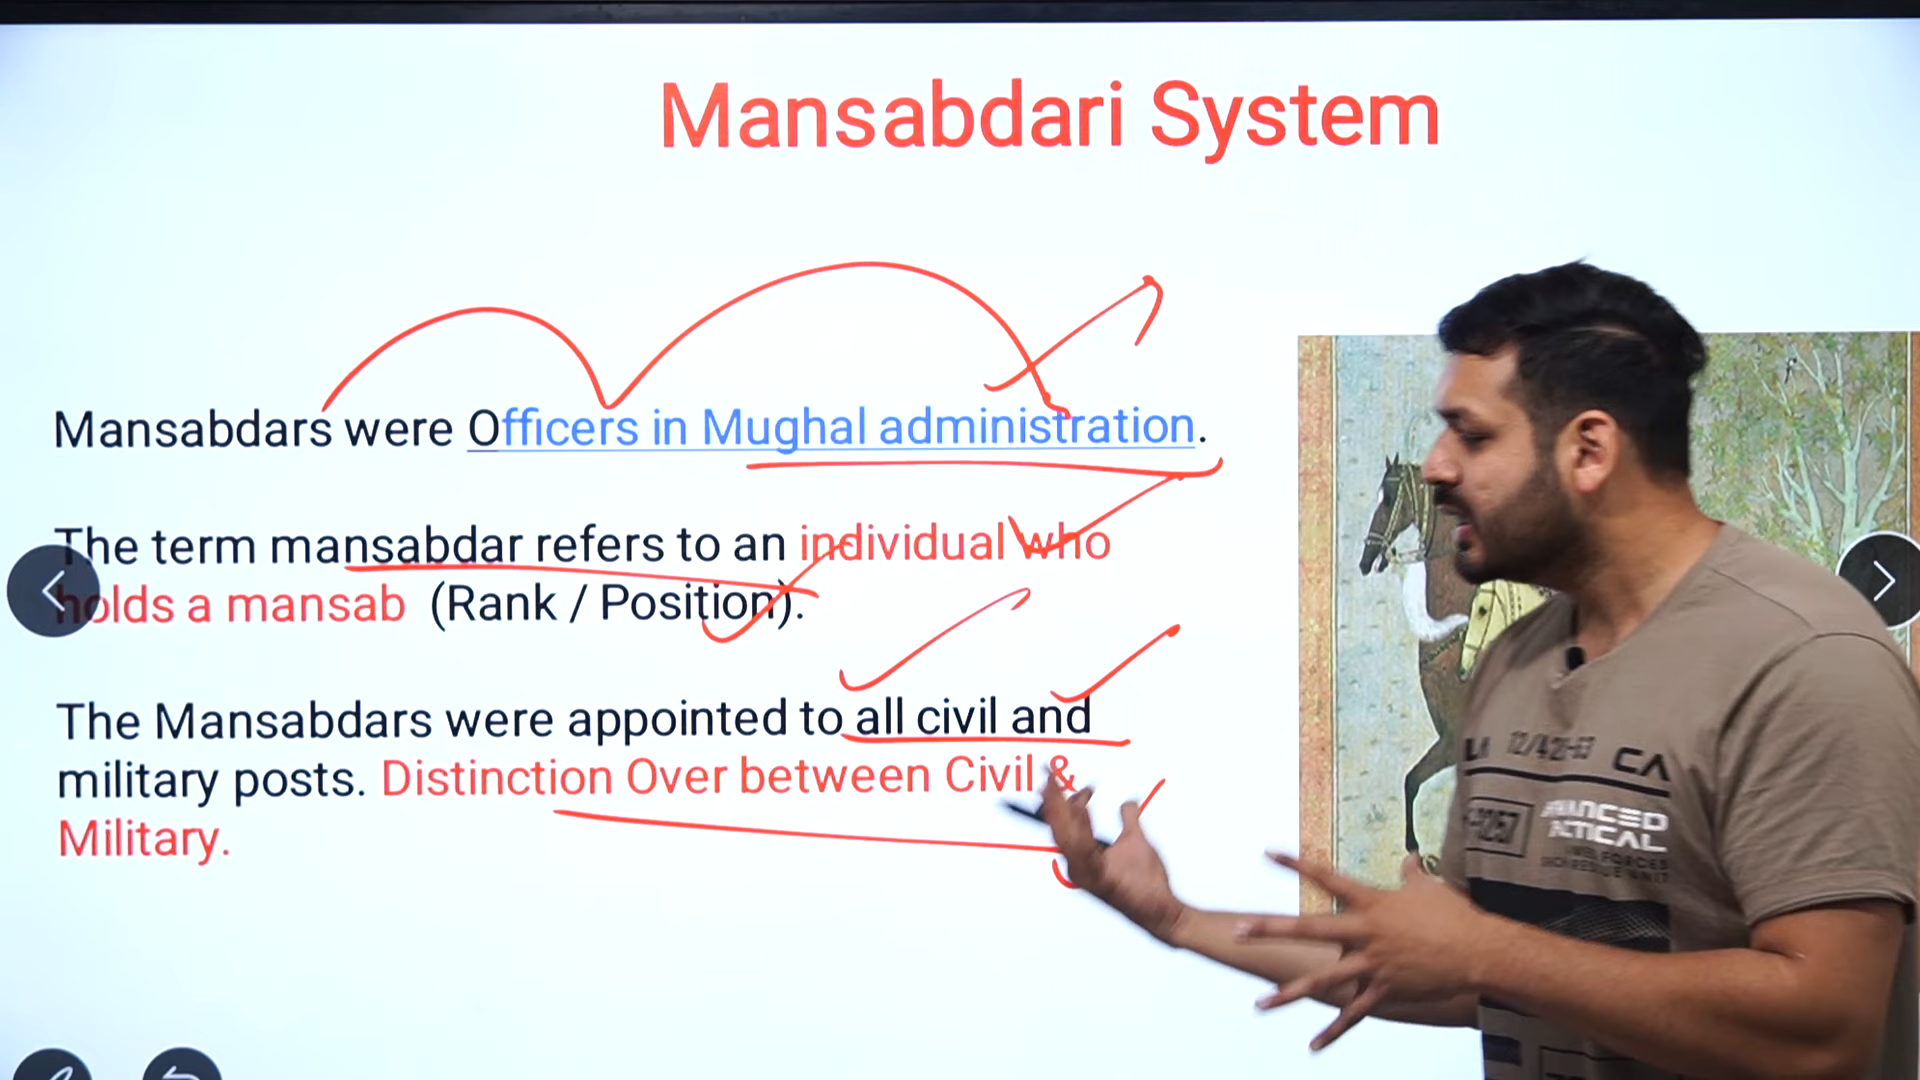 Mansabdari System
Mansabdars were Officers in Mughal administration.
The term mansabdar refers to an individual who
holds a mansab (Rank / Position).
The Mansabdars were appointed to all civil and
military posts. Distinction Over between Civil &
Military.
CA
TACTICAL